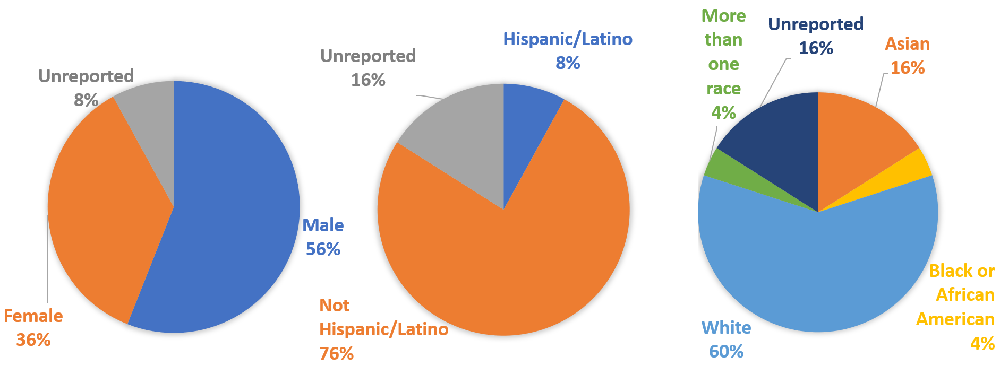 Unreported
8%
Male
56%
Female
36%
Unreported
16%
Hispanic/Latino
8%
Not
Hispanic/Latino
76%
More
than
one
race
4%
Unreported
16%
Asian
16%
Black or
African
American
4%
White
60%